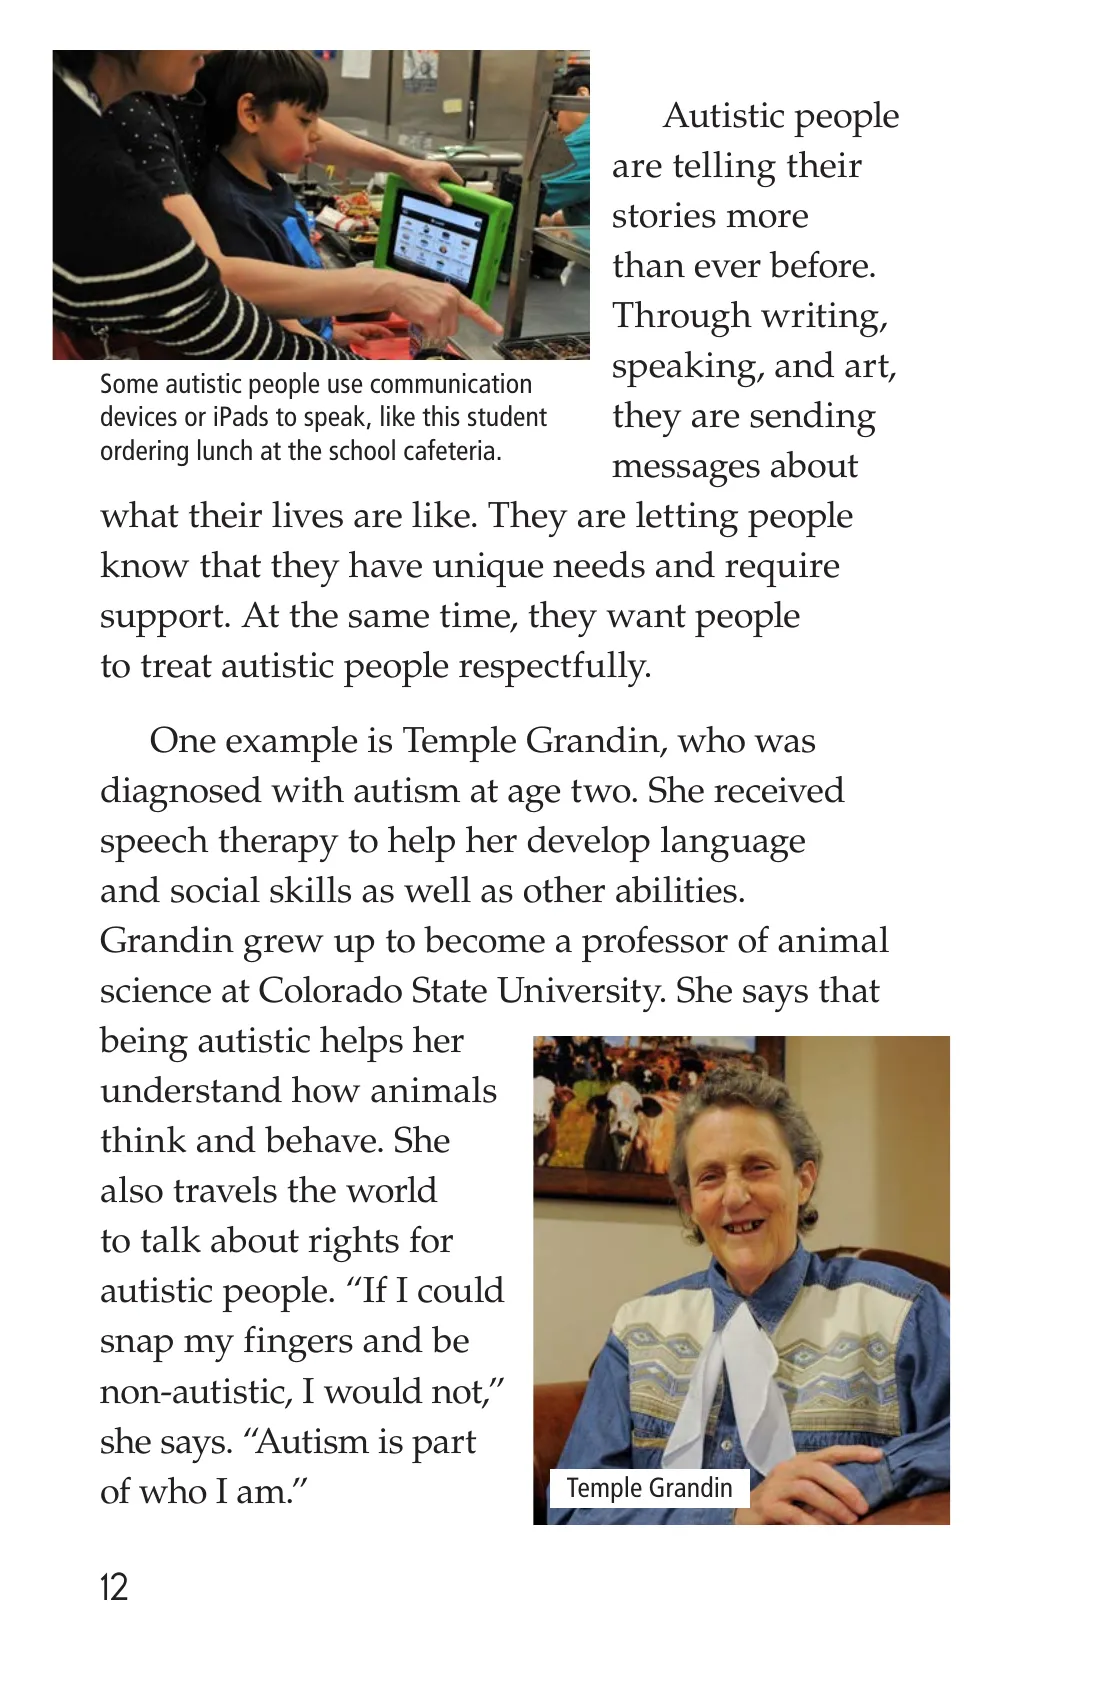 Autistic people
are telling their
stories more
than ever before.
Through writing,
speaking, and art,
they are sending
messages about
Some autistic people use communication
devices or iPads to speak, like this student
ordering lunch at the school cafeteria.
what their lives are like. They are letting people
know that they have unique needs and require
support. At the same time, they want people
to treat autistic people respectfully.
One example is Temple Grandin, who was
diagnosed with autism at age two. She received
speech therapy to help her develop language
and social skills as well as other abilities.
Grandin grew up to become a professor of animal
science at Colorado State University. She says that
being autistic helps her
understand how animals
think and behave. She
also travels the world
to talk about rights for
autistic people. “If I could
snap my fingers and be
non-autistic, I would not,”
she says. “Autism is part
of who I am.”
Temple Grandin
12